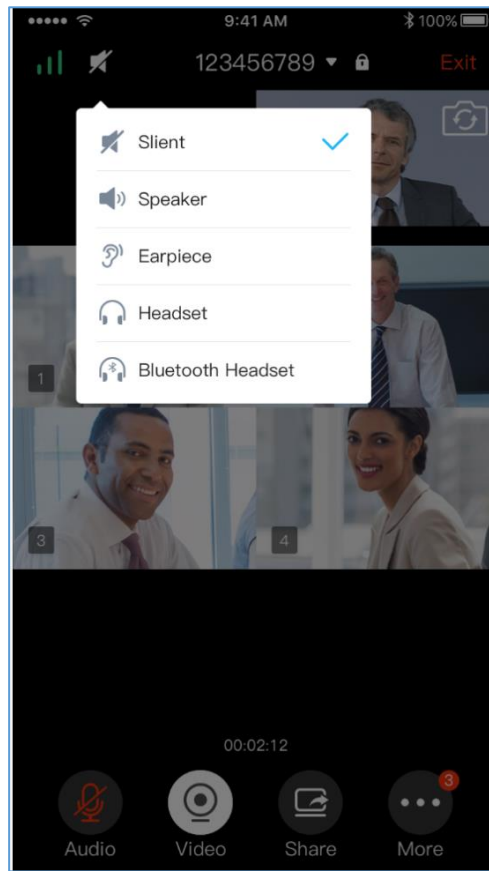 9:41 AM 100%
123456789 Exit
Slient
Speaker
Earpiece
Headset
Bluetooth Headset
1
3 4
00:02:12
3
Audio Video Share More